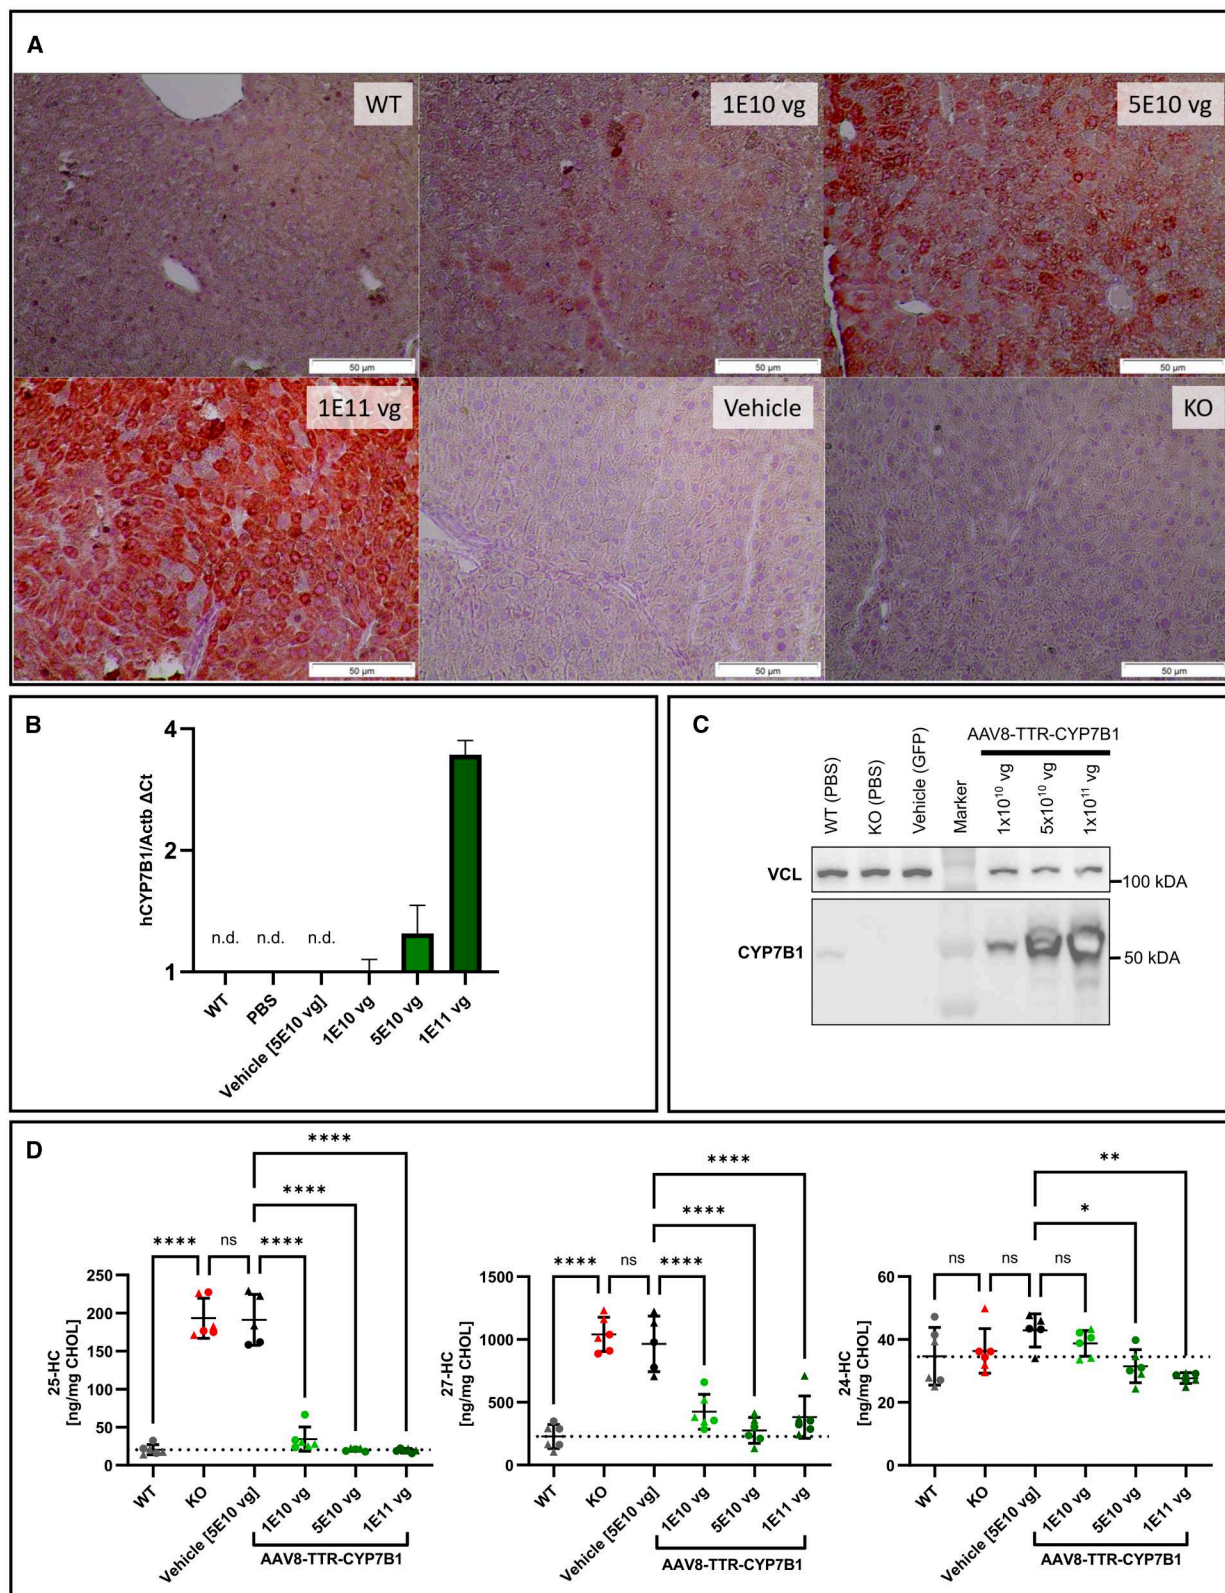 A
WT
1E10 vg
5E10 vg
50 µm
50 µm
50 µm
1E11 vg
Vehicle
KO
50 µm
50 µm
50 µm
B
hCYP7B1/Actb ΔCt
4
2
1
n.d.
n.d.
n.d.
WT
PBS
Vehicle [5E10 vg]
1E10 vg
5E10 vg
1E11 vg
C
AAV8-TTR-CYP7B1
WT (PBS)
KO (PBS)
Vehicle (GFP)
Marker
1x10¹⁰ vg
5x10¹⁰ vg
1x10¹¹ vg
VCL
100 kDA
CYP7B1
50 kDA
D
****
****
****
ns
****
25-HC
[ng/mg CHOL]
250
200
150
100
50
0
WT
KO
Vehicle [5E10 vg]
1E10 vg
5E10 vg
1E11 vg
AAV8-TTR-CYP7B1
****
****
****
ns
****
27-HC
[ng/mg CHOL]
1500
1000
500
0
WT
KO
Vehicle [5E10 vg]
1E10 vg
5E10 vg
1E11 vg
AAV8-TTR-CYP7B1
**
*
ns
ns
ns
24-HC
[ng/mg CHOL]
60
40
20
0
WT
KO
Vehicle [5E10 vg]
1E10 vg
5E10 vg
1E11 vg
AAV8-TTR-CYP7B1